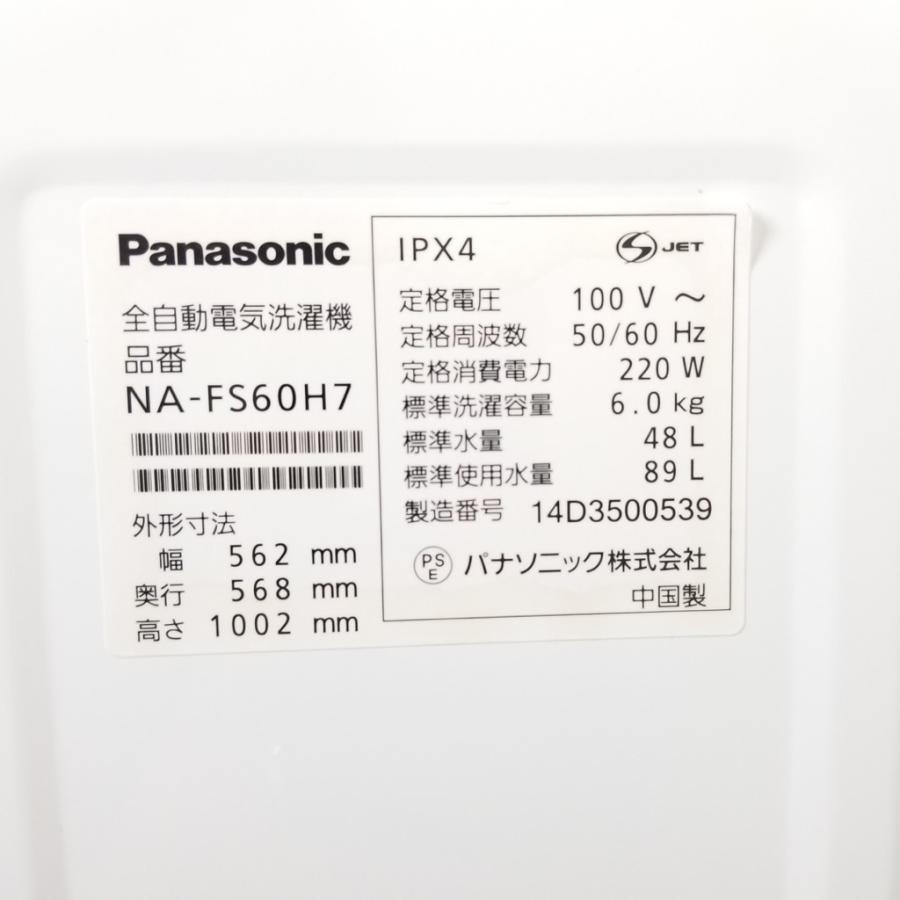 Panasonic
全自動電気洗濯機
品番
NA-FS60H7
外形寸法
幅 562 mm
奥行 568 mm
高さ 1002 mm
IPX4
S JET
定格電圧 100 V ～
定格周波数 50/60 Hz
定格消費電力 220 W
標準洗濯容量 6.0 kg
標準水量 48 L
標準使用水量 89 L
製造番号 14D3500539
PS
E
パナソニック株式会社
中国製